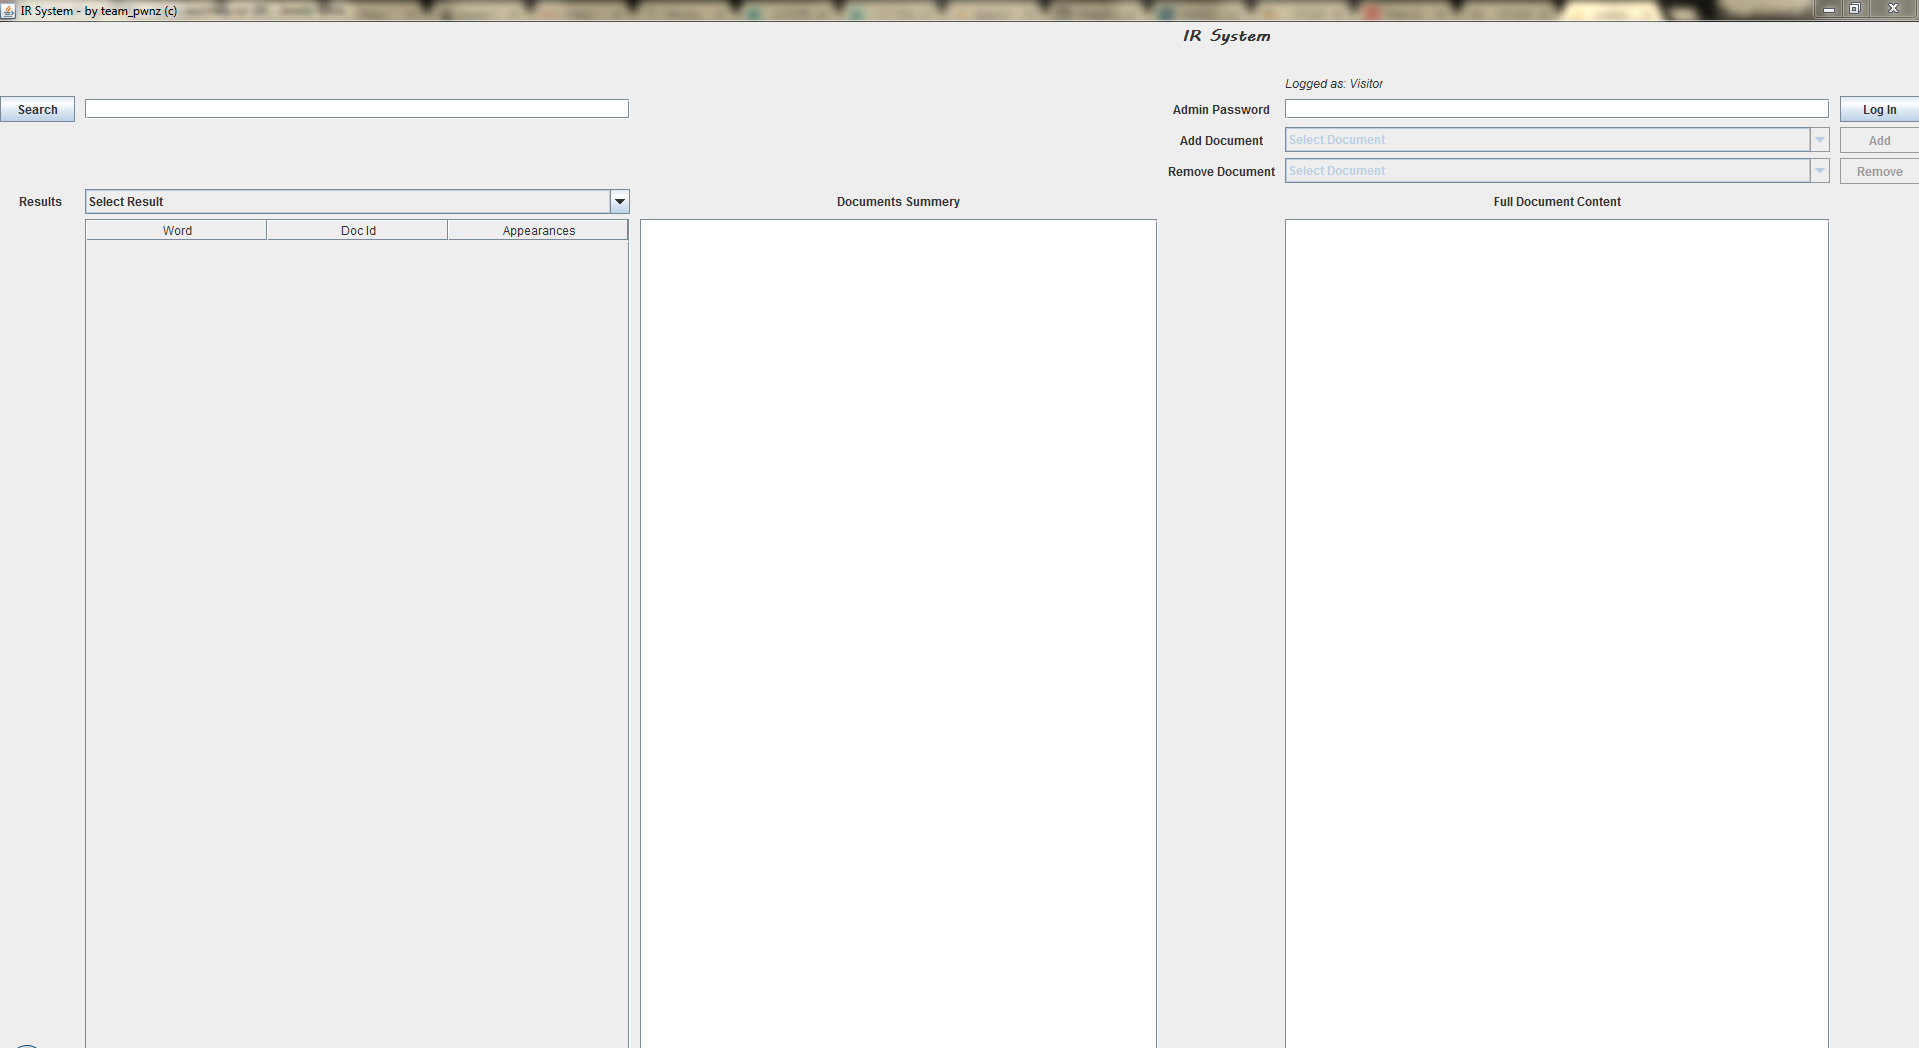 IR System - by team_pwnz (c)
IR System
Logged as: Visitor
Search
Admin Password
Log In
Add Document
Select Document
Add
Remove Document
Select Document
Remove
Results
Select Result
Documents Summery
Full Document Content
Word
Doc Id
Appearances